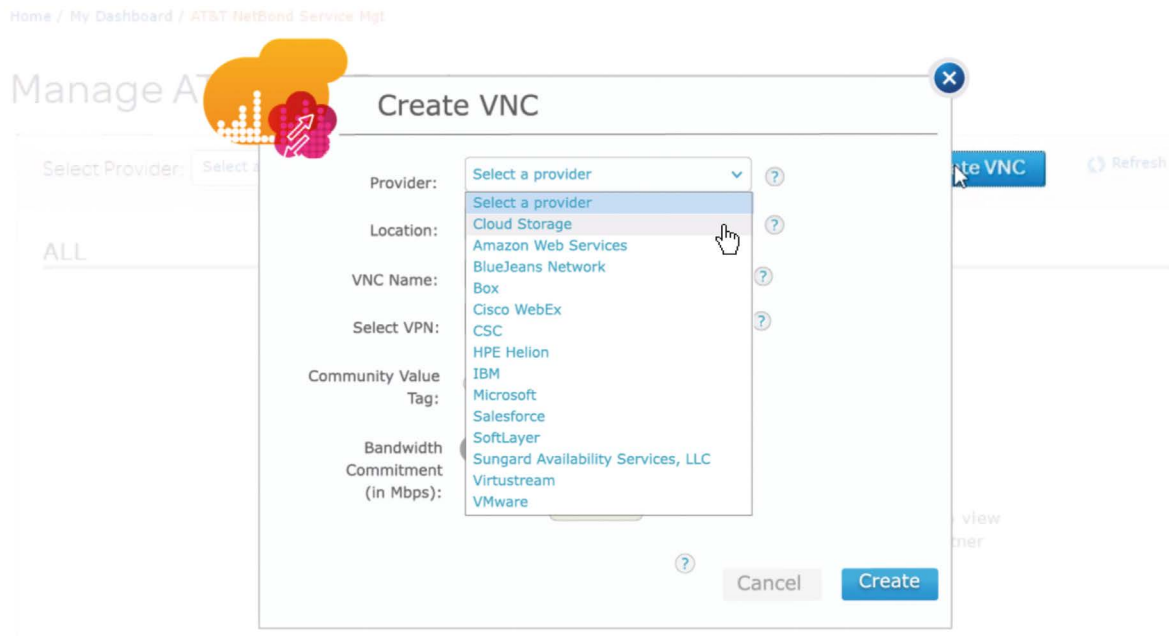 Home / My Dashboard / AT&T NetBond Service Mgt
Manage A
Create VNC
Select Provider: Select a
te VNC
Refresh
ALL
Provider:
Select a provider
?
Select a provider
Cloud Storage
Amazon Web Services
BlueJeans Network
Box
Cisco WebEx
CSC
HPE Helion
IBM
Microsoft
Salesforce
SoftLayer
Sungard Availability Services, LLC
Virtustream
VMware
Location:
?
VNC Name:
?
Select VPN:
?
Community Value
Tag:
Bandwidth
Commitment
(in Mbps):
view
tner
?
Cancel
Create